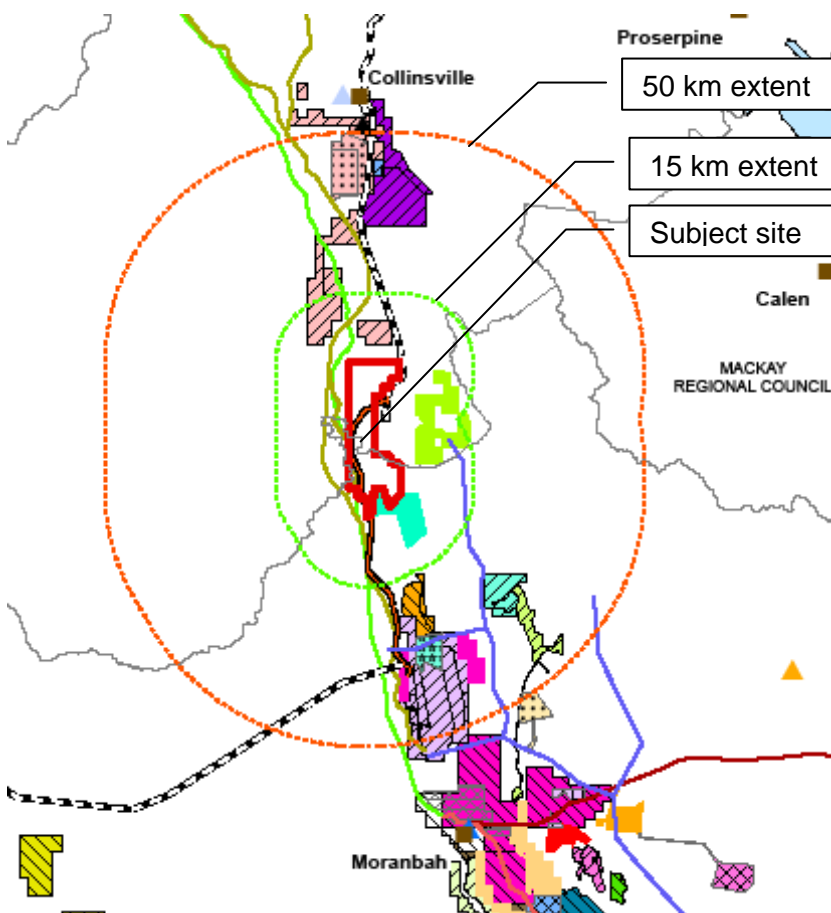 Proserpine
Collinsville
50 km extent
15 km extent
Subject site
Calen
MACKAY
REGIONAL COUNCIL
Moranbah